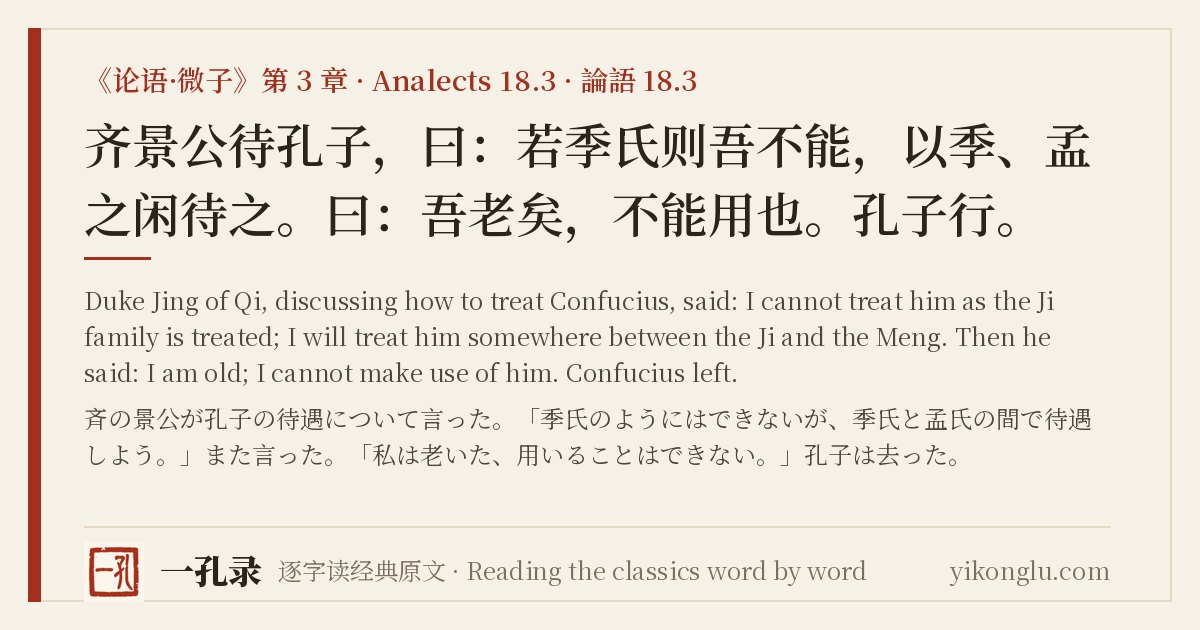 《论语·微子》第 3 章 · Analects 18.3 · 論語 18.3
齐景公待孔子，曰：若季氏则吾不能，以季、孟
之闲待之。曰：吾老矣，不能用也。孔子行。
Duke Jing of Qi, discussing how to treat Confucius, said: I cannot treat him as the Ji
family is treated; I will treat him somewhere between the Ji and the Meng. Then he
said: I am old; I cannot make use of him. Confucius left.
斉の景公が孔子の待遇について言った。「季氏のようにはできないが、季氏と孟氏の間で待遇
しよう。」また言った。「私は老いた、用いることはできない。」孔子は去った。
一孔
一孔录 逐字读经典原文 · Reading the classics word by word yikonglu.com